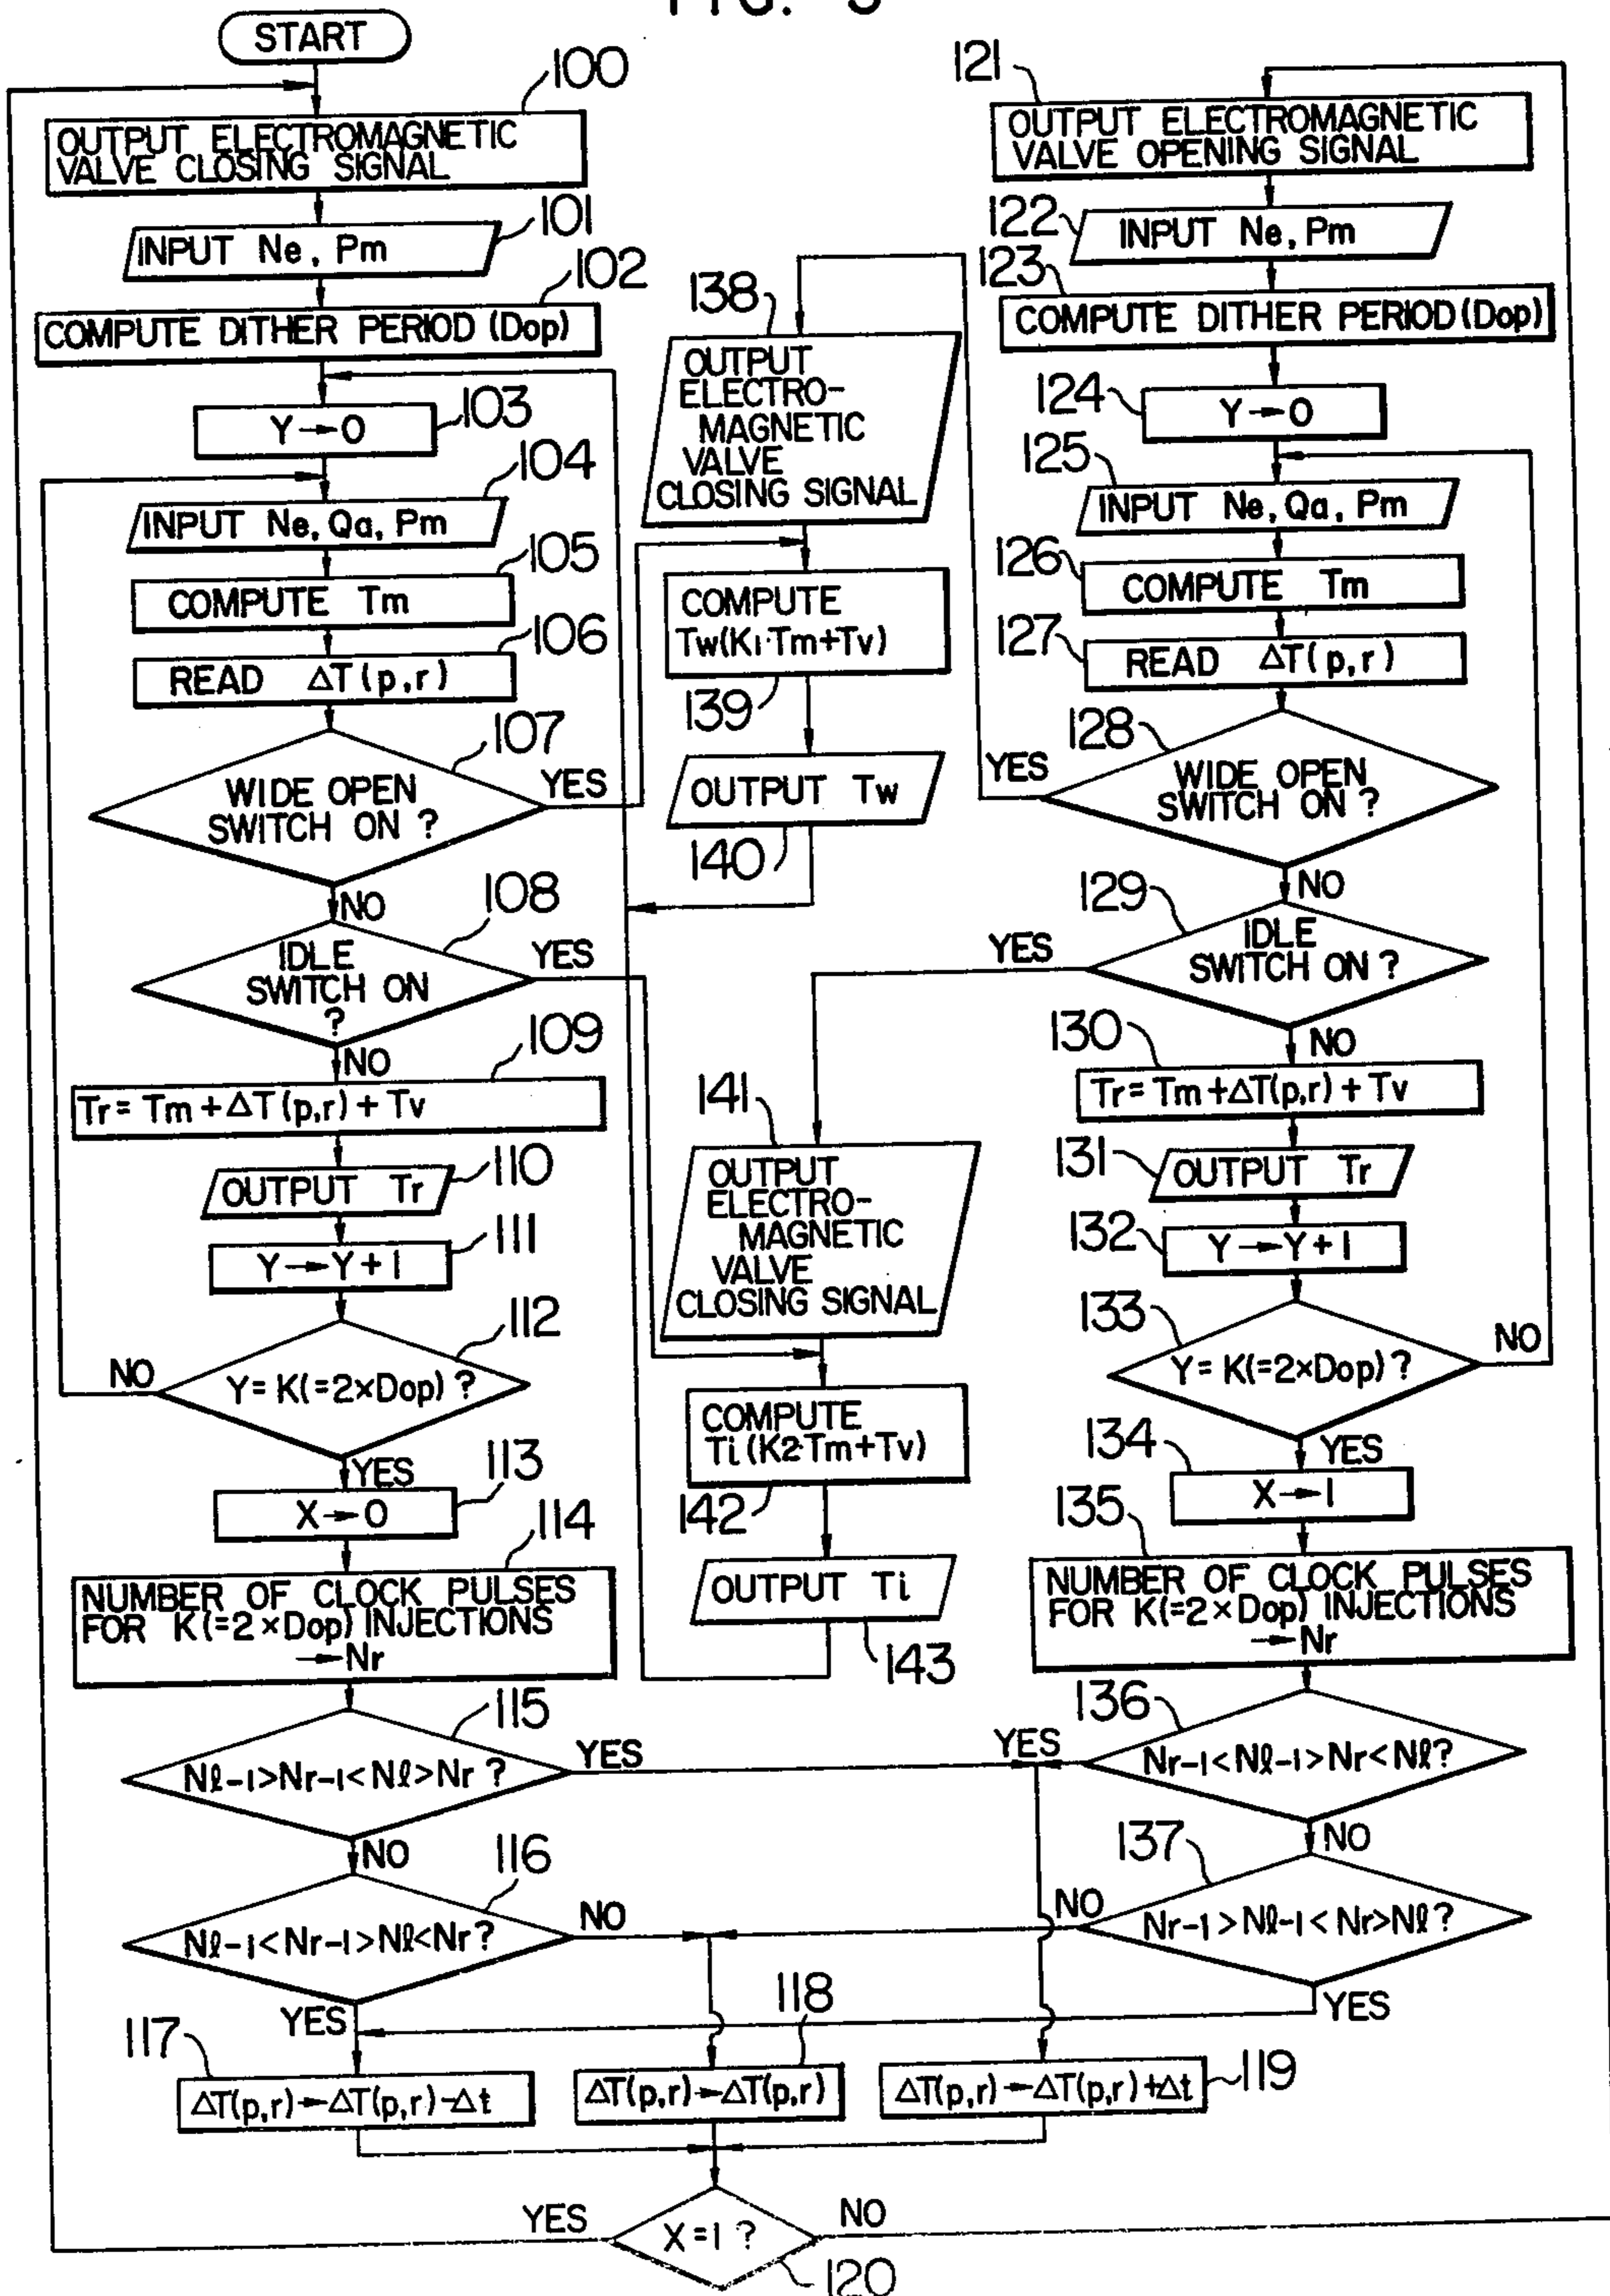 START
100
OUTPUT ELECTROMAGNETIC
VALVE CLOSING SIGNAL
101
INPUT Ne, Pm
102
COMPUTE DITHER PERIOD (Dop)
103
Y→0
104
INPUT Ne, Qa, Pm
105
COMPUTE Tm
106
READ ΔT(p,r)
107
WIDE OPEN
SWITCH ON ?
YES
NO
108
IDLE
SWITCH ON
?
YES
NO
109
Tr = Tm + ΔT(p,r) + Tv
110
OUTPUT Tr
111
Y→Y+1
112
Y=K(=2×Dop) ?
NO
YES
113
X→0
114
NUMBER OF CLOCK PULSES
FOR K(=2×Dop) INJECTIONS
→Nr
115
Nℓ-1>Nr-1<Nℓ>Nr ?
YES
NO
116
Nℓ-1<Nr-1>Nℓ<Nr?
NO
YES
117
ΔT(p,r)→ΔT(p,r)-Δt
118
ΔT(p,r)→ΔT(p,r)
119
ΔT(p,r)→ΔT(p,r)+Δt
YES
X=1 ?
NO
120
138
OUTPUT
ELECTRO-
MAGNETIC
VALVE
CLOSING SIGNAL
COMPUTE
Tw(K1·Tm+Tv)
139
OUTPUT Tw
140
141
OUTPUT
ELECTRO-
MAGNETIC
VALVE
CLOSING SIGNAL
COMPUTE
Ti(K2·Tm+Tv)
142
OUTPUT Ti
143
121
OUTPUT ELECTROMAGNETIC
VALVE OPENING SIGNAL
122
INPUT Ne, Pm
123
COMPUTE DITHER PERIOD(Dop)
124
Y→0
125
INPUT Ne, Qa, Pm
126
COMPUTE Tm
127
READ ΔT(p,r)
128
YES
WIDE OPEN
SWITCH ON ?
NO
129
YES
IDLE
SWITCH ON ?
NO
130
Tr = Tm+ΔT(p,r) + Tv
131
OUTPUT Tr
132
Y→Y+1
133
NO
Y=K(=2×Dop) ?
YES
134
X→1
135
NUMBER OF CLOCK PULSES
FOR K(=2×Dop) INJECTIONS
→Nr
136
YES
Nr-1<Nℓ-1>Nr<Nℓ?
NO
137
NO
Nr-1>Nℓ-1<Nr>Nℓ?
YES